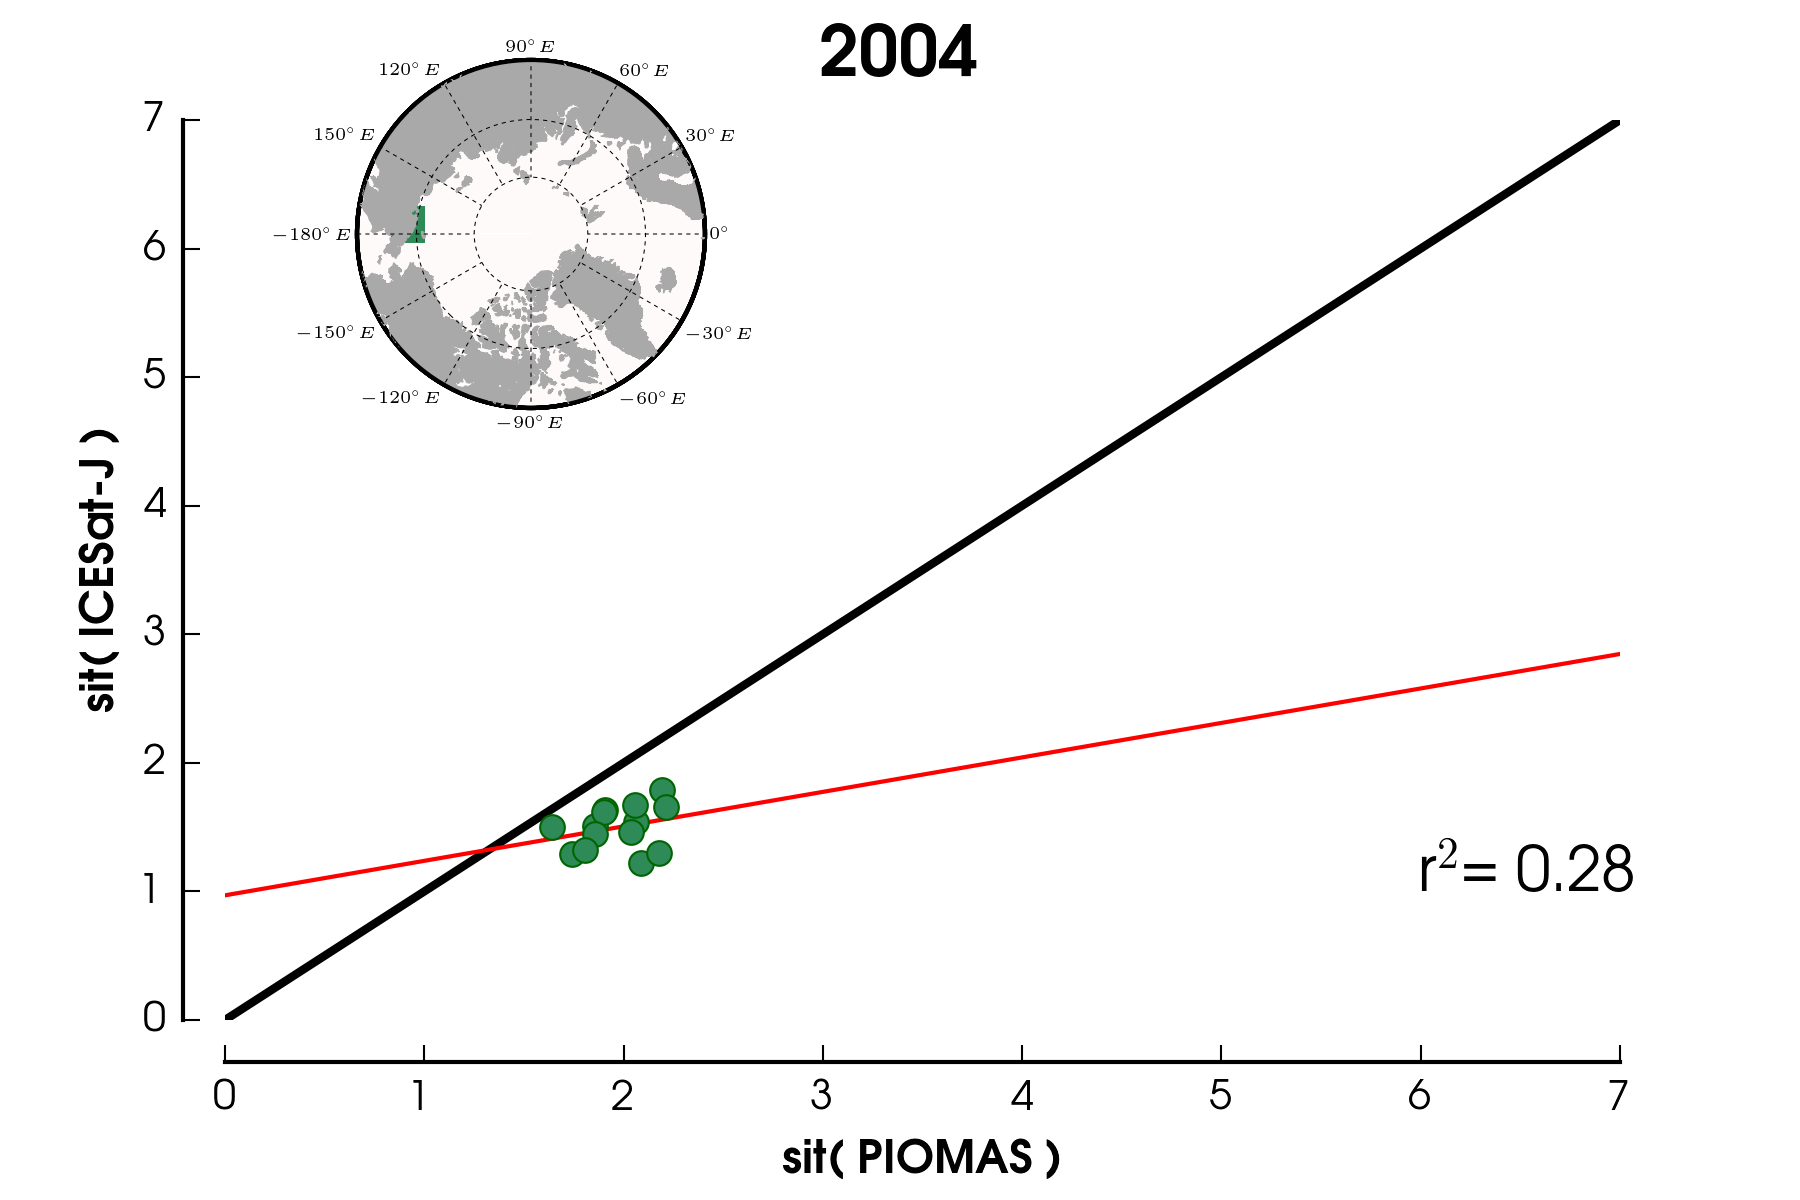 2004
90° E
120° E
60° E
150° E
30° E
−180° E
0°
−150° E
−30° E
−120° E
−60° E
−90° E
7
6
5
4
3
2
1
0
sit( ICESat-J )
r²= 0.28
0 1 2 3 4 5 6 7
sit( PIOMAS )